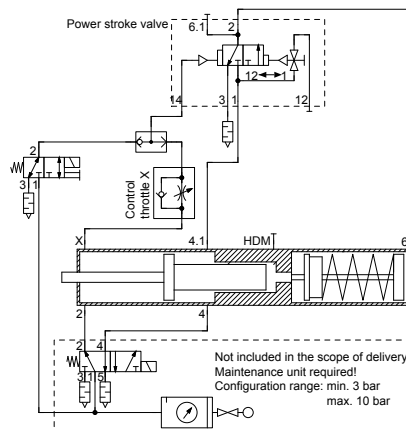 Power stroke valve
6.1
2
12
1
14
3
1
12
2
3
1
Control
throttle X
X
4.1
HDM
6
2
4
2
4
3
1
5
Not included in the scope of delivery
Maintenance unit required!
Configuration range: min. 3 bar
max. 10 bar